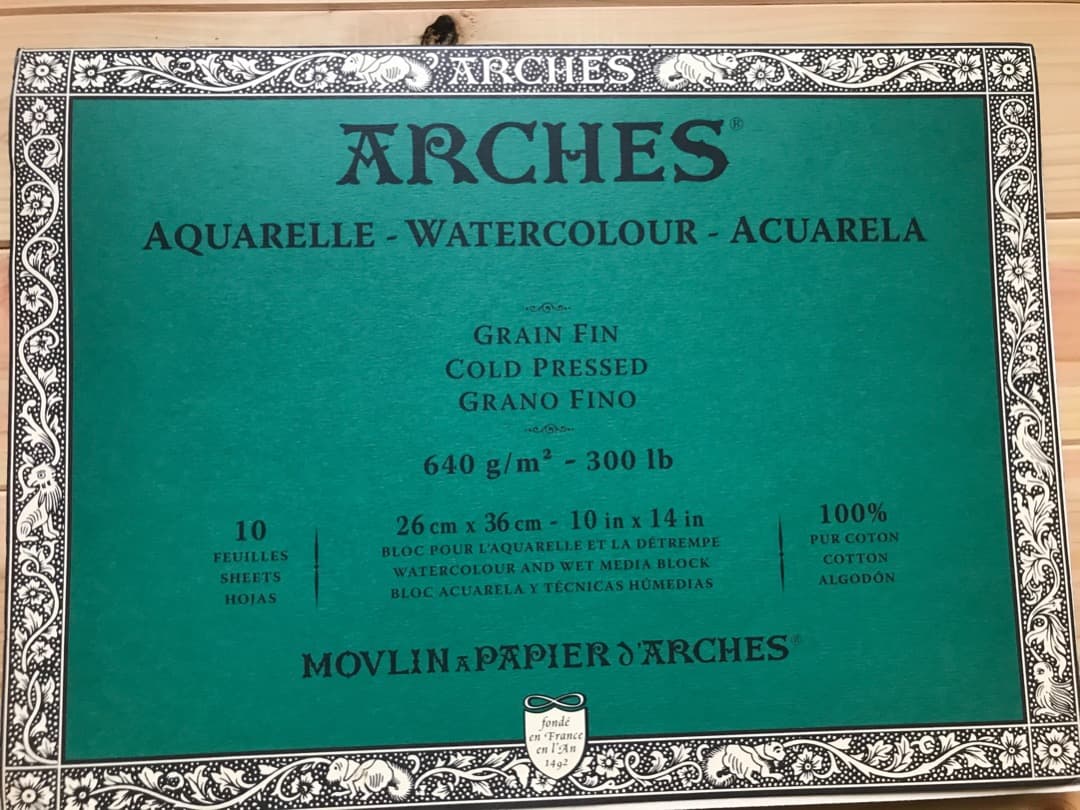 ARCHES
ARCHES®
AQUARELLE - WATERCOLOUR - ACUARELA
GRAIN FIN
COLD PRESSED
GRANO FINO
640 g/m² - 300 lb
10
FEUILLES
SHEETS
HOJAS
26 cm x 36 cm - 10 in x 14 in
BLOC POUR L'AQUARELLE ET LA DÉTREMPE
WATERCOLOUR AND WET MEDIA BLOCK
BLOC ACUARELA Y TÉCNICAS HÚMEDIAS
100%
PUR COTON
COTTON
ALGODÓN
MOVLIN A PAPIER d'ARCHES®
fondé
en France
en l'An
1492